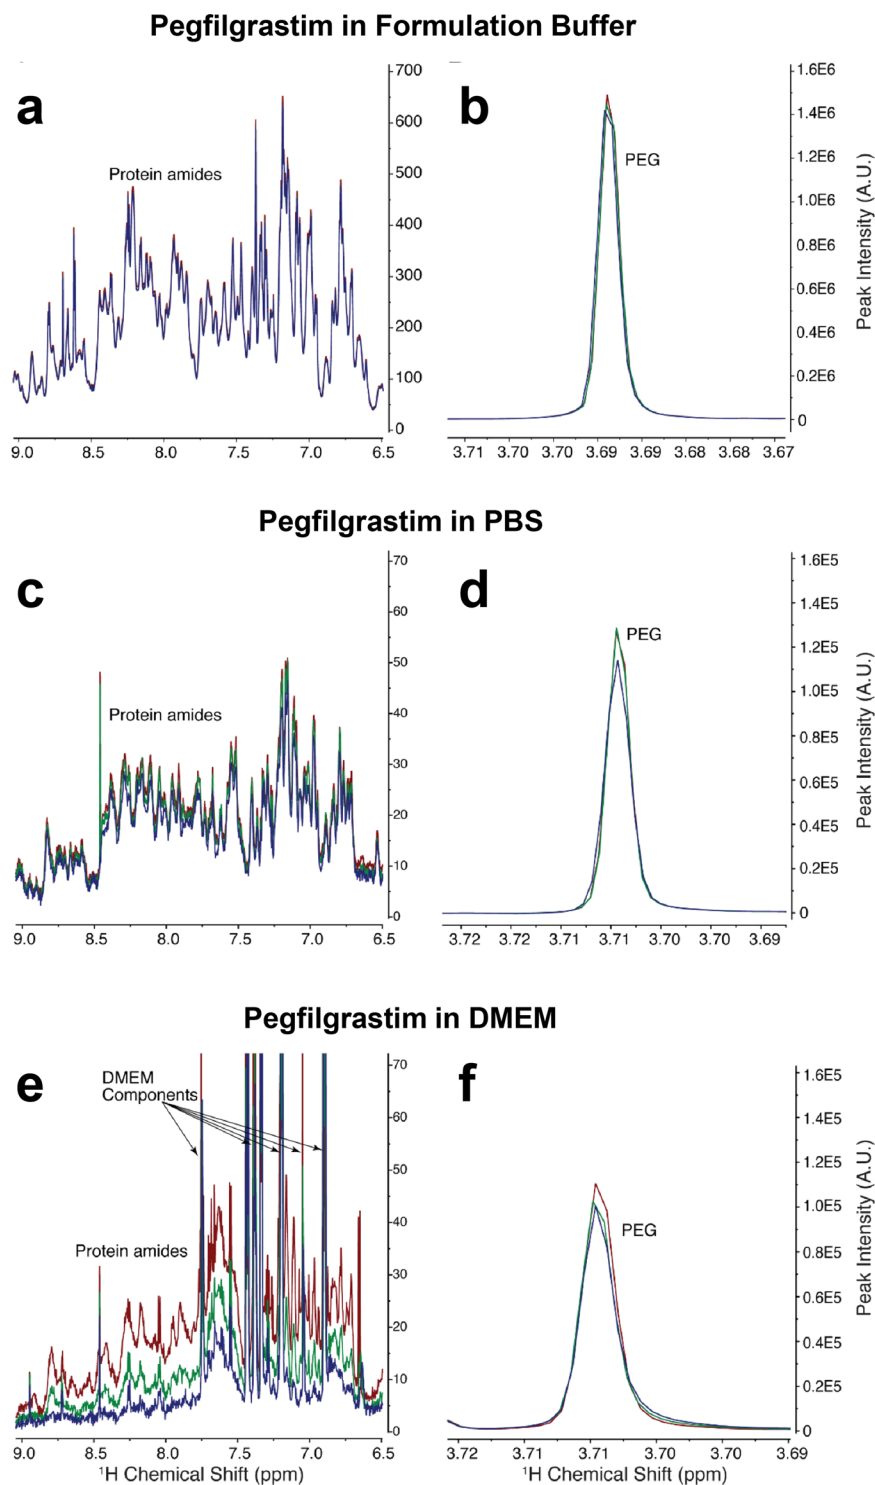 Pegfilgrastim in Formulation Buffer
a
Protein amides
700
600
500
400
300
200
100
0
9.0 8.5 8.0 7.5 7.0 6.5
b
PEG
1.6E6
1.4E6
1.2E6
1.0E6
0.8E6
0.6E6
0.4E6
0.2E6
0
Peak Intensity (A.U.)
3.71 3.70 3.70 3.69 3.69 3.68 3.68 3.67
Pegfilgrastim in PBS
c
Protein amides
70
60
50
40
30
20
10
0
9.0 8.5 8.0 7.5 7.0 6.5
d
PEG
1.6E5
1.4E5
1.2E5
1.0E5
0.8E5
0.6E5
0.4E5
0.2E5
0
Peak Intensity (A.U.)
3.72 3.72 3.71 3.71 3.70 3.70 3.69
Pegfilgrastim in DMEM
e
DMEM
Components
Protein amides
70
60
50
40
30
20
10
0
9.0 8.5 8.0 7.5 7.0 6.5
¹H Chemical Shift (ppm)
f
PEG
1.6E5
1.4E5
1.2E5
1.0E5
0.8E5
0.6E5
0.4E5
0.2E5
0
Peak Intensity (A.U.)
3.72 3.71 3.71 3.70 3.70 3.69
¹H Chemical Shift (ppm)